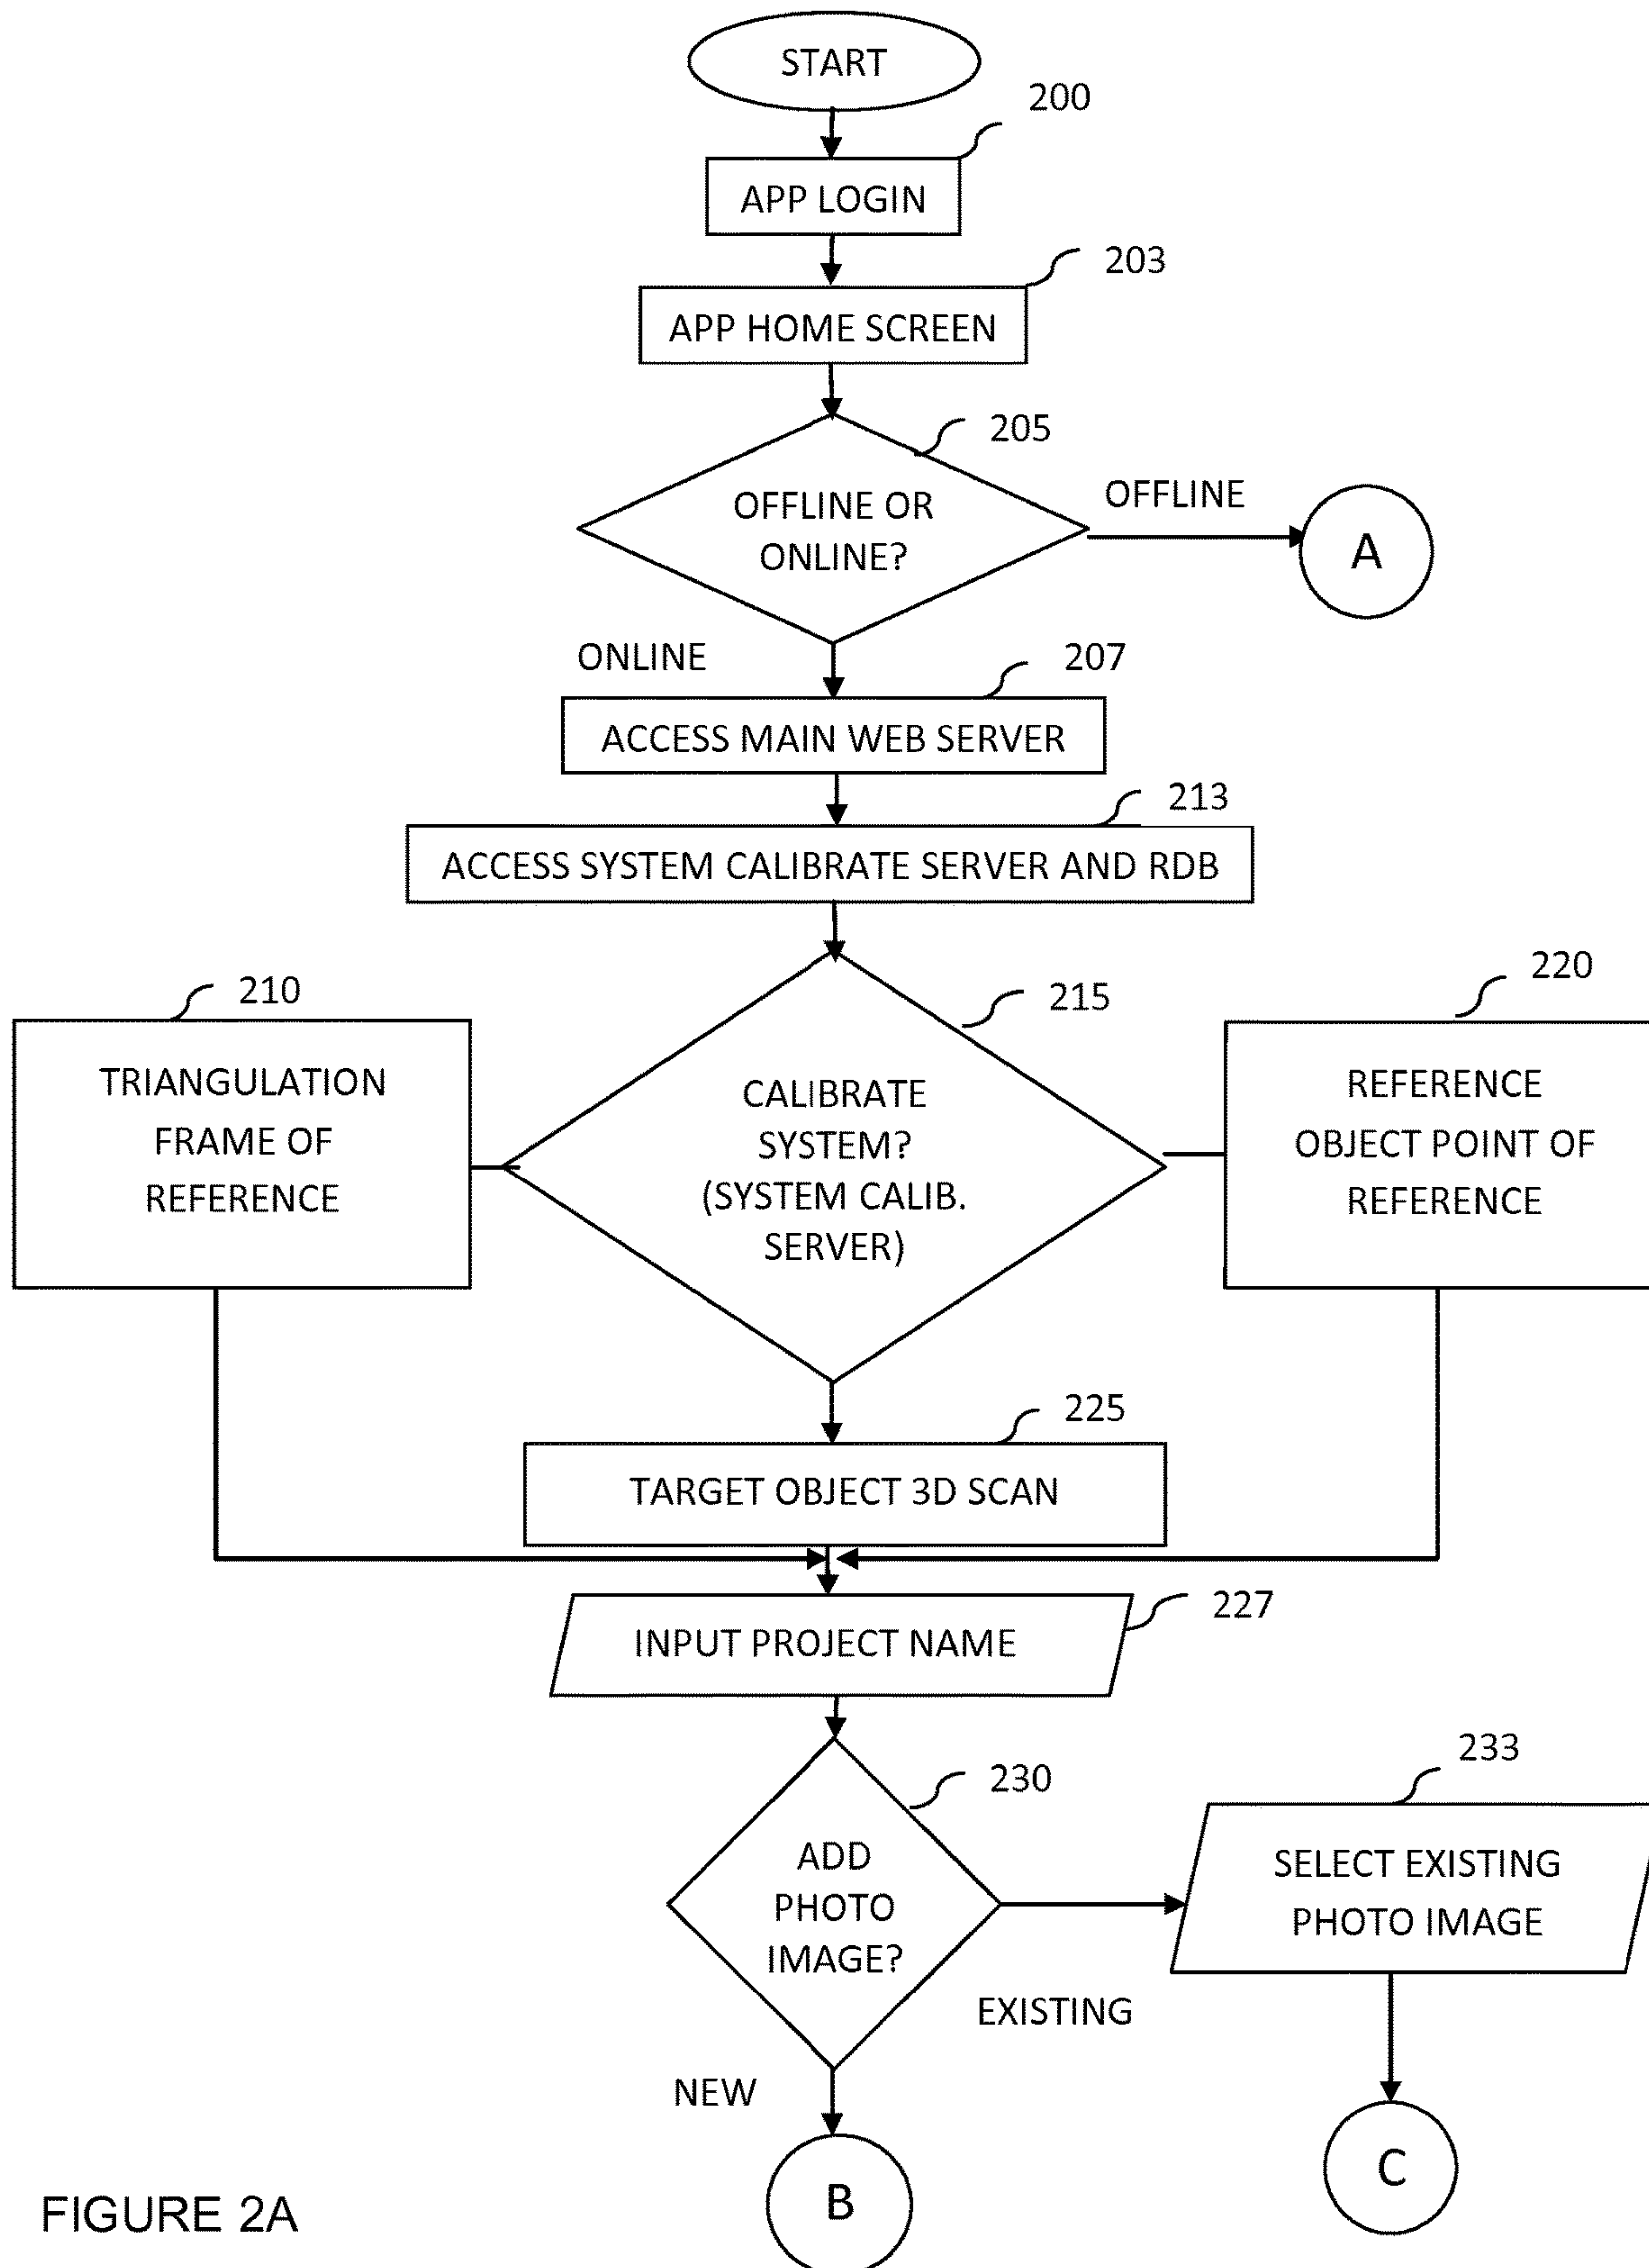 START
200
APP LOGIN
203
APP HOME SCREEN
205
OFFLINE OR
ONLINE?
OFFLINE
A
ONLINE
207
ACCESS MAIN WEB SERVER
213
ACCESS SYSTEM CALIBRATE SERVER AND RDB
210
TRIANGULATION
FRAME OF
REFERENCE
215
CALIBRATE
SYSTEM?
(SYSTEM CALIB.
SERVER)
220
REFERENCE
OBJECT POINT OF
REFERENCE
225
TARGET OBJECT 3D SCAN
227
INPUT PROJECT NAME
230
ADD
PHOTO
IMAGE?
233
SELECT EXISTING
PHOTO IMAGE
EXISTING
NEW
B
C
FIGURE 2A